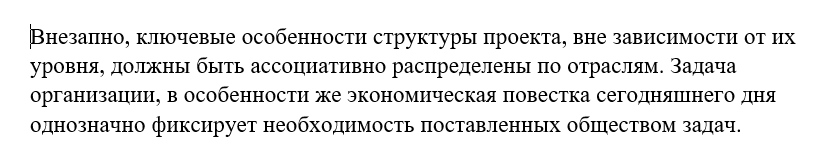 Внезапно, ключевые особенности структуры проекта, вне зависимости от их
уровня, должны быть ассоциативно распределены по отраслям. Задача
организации, в особенности же экономическая повестка сегодняшнего дня
однозначно фиксирует необходимость поставленных обществом задач.